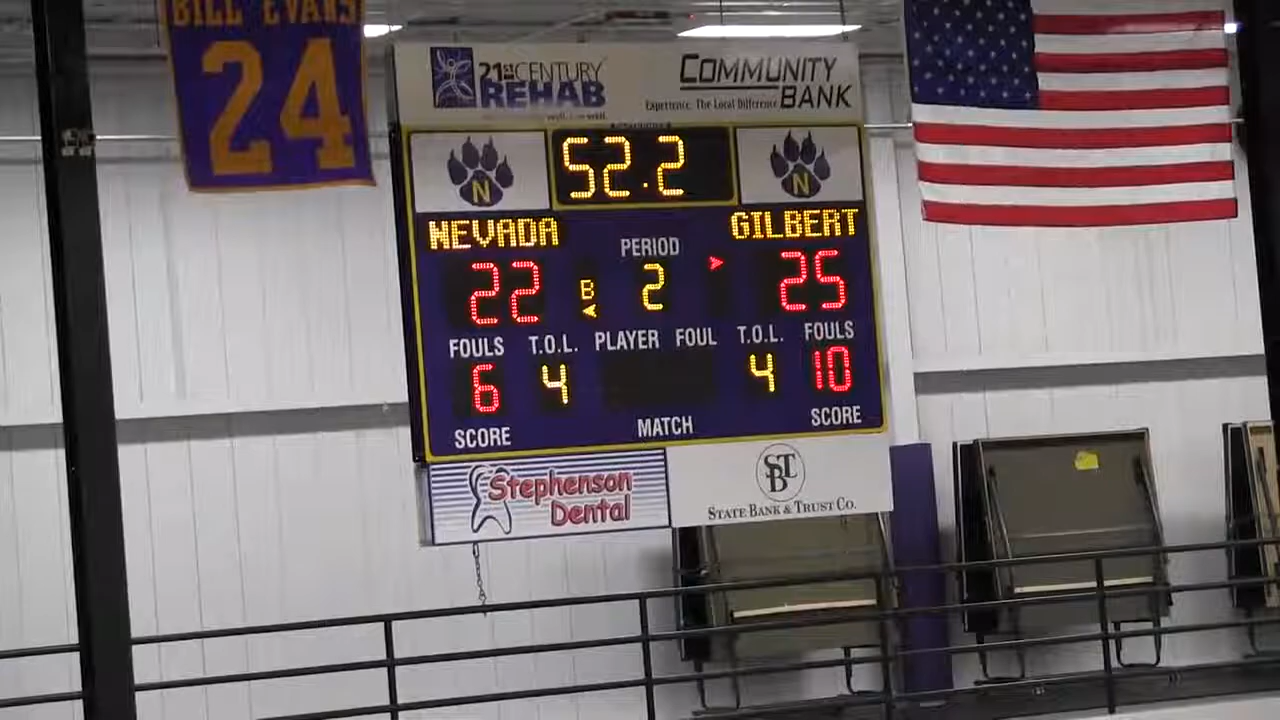 BILL EVANS
24
21ST CENTURY
REHAB
COMMUNITY
BANK
Experience. The Local Difference
N
52.2
N
NEVADA
GILBERT
PERIOD
22
B
2
25
FOULS
T.O.L.
PLAYER
FOUL
T.O.L.
FOULS
6
4
4
10
SCORE
MATCH
SCORE
Stephenson
Dental
STB
STATE BANK & TRUST CO.